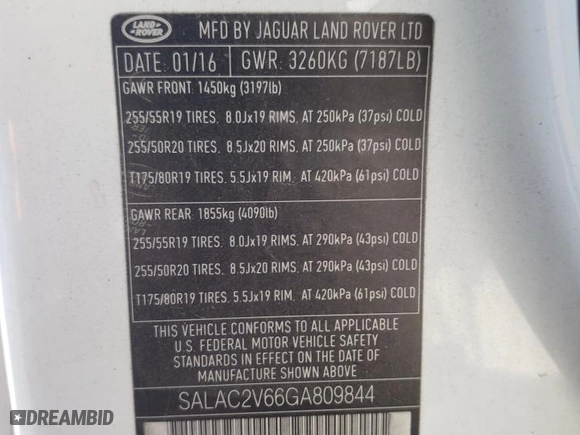 LAND ROVER
MFD BY JAGUAR LAND ROVER LTD
DATE: 01/16 GWR: 3260KG (7187LB)
GAWR FRONT: 1450kg (3197lb)
255/55R19 TIRES. 8.0Jx19 RIMS. AT 250kPa (37psi) COLD
255/50R20 TIRES. 8.5Jx20 RIMS. AT 250kPa (37psi) COLD
T175/80R19 TIRES. 5.5Jx19 RIM. AT 420kPa (61psi) COLD
GAWR REAR: 1855kg (4090lb)
255/55R19 TIRES. 8.0Jx19 RIMS. AT 290kPa (43psi) COLD
255/50R20 TIRES. 8.5Jx20 RIMS. AT 290kPa (43psi) COLD
T175/80R19 TIRES. 5.5Jx19 RIM. AT 420kPa (61psi) COLD
THIS VEHICLE CONFORMS TO ALL APPLICABLE
U.S. FEDERAL MOTOR VEHICLE SAFETY
STANDARDS IN EFFECT ON THE DATE OF
MANUFACTURE SHOWN ABOVE
SALAC2V66GA809844
DREAMBID